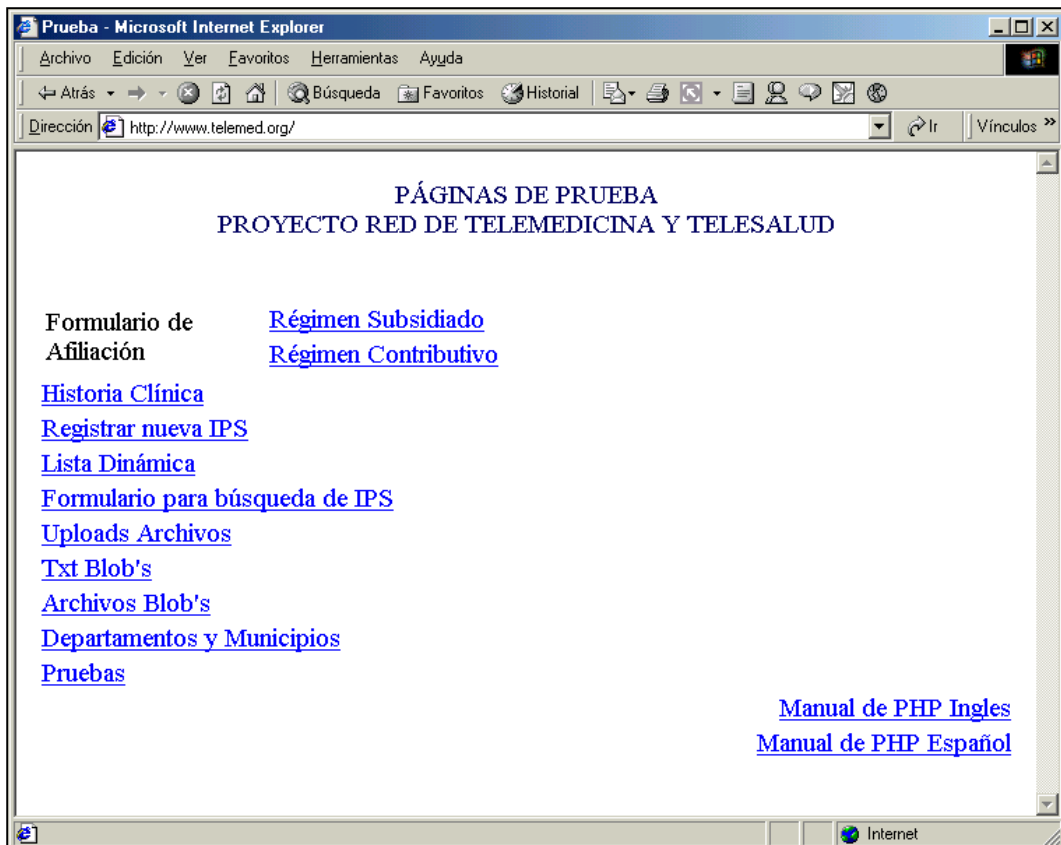 Prueba - Microsoft Internet Explorer
Archivo Edición Ver Favoritos Herramientas Ayuda
Atrás Búsqueda Favoritos Historial
Dirección http://www.telemed.org/ Ir Vínculos »
PÁGINAS DE PRUEBA
PROYECTO RED DE TELEMEDICINA Y TELESALUD
Formulario de Afiliación
Régimen Subsidiado
Régimen Contributivo
Historia Clínica
Registrar nueva IPS
Lista Dinámica
Formulario para búsqueda de IPS
Uploads Archivos
Txt Blob's
Archivos Blob's
Departamentos y Municipios
Pruebas
Manual de PHP Ingles
Manual de PHP Español
Internet